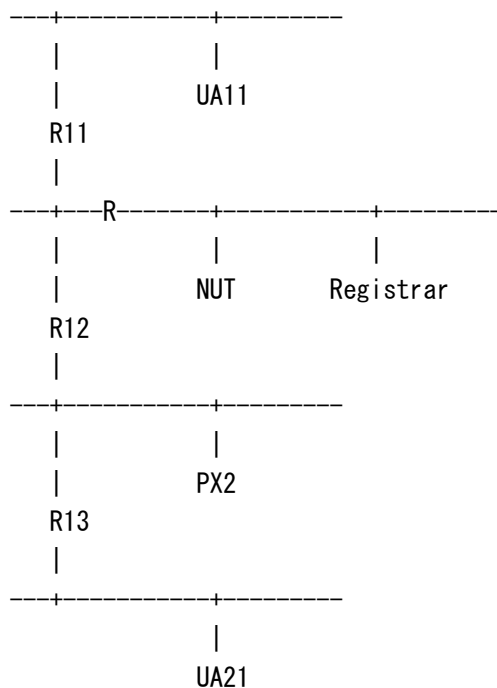 ---+-----------+---------
   |           |
   |          UA11
  R11
   |
---+---R-------+-----------+---------
   |           |           |
   |          NUT      Registrar
  R12
   |
---+-----------+---------
   |           |
   |          PX2
  R13
   |
---+-----------+---------
               |
              UA21